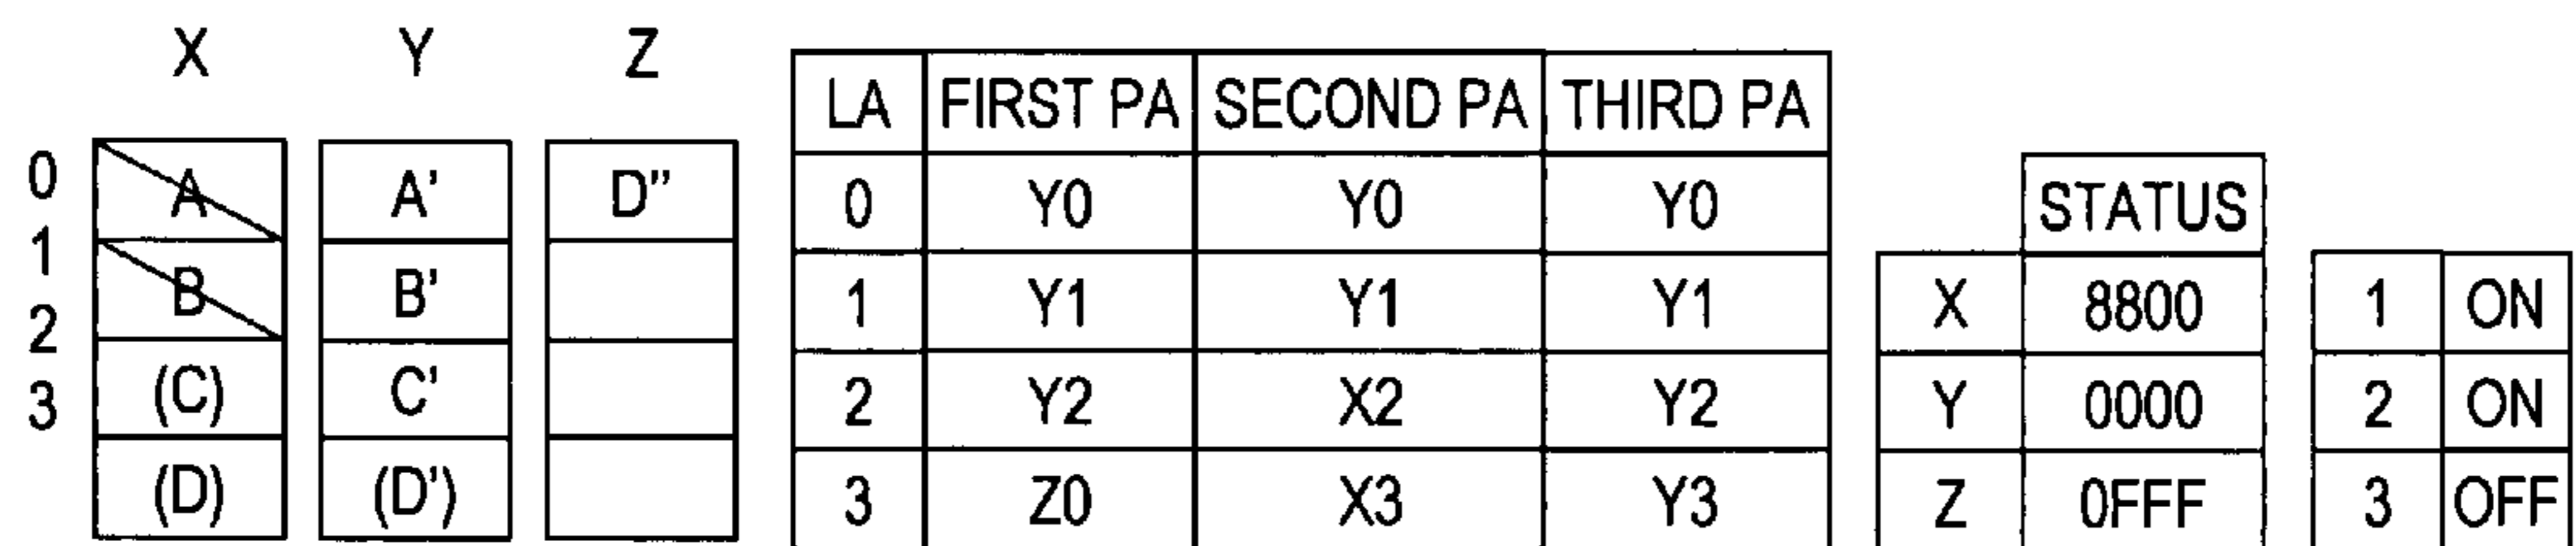 X Y Z
0 A A' D"
1 B B'
2 (C) C'
3 (D) (D')
LA FIRST PA SECOND PA THIRD PA
0 Y0 Y0 Y0
1 Y1 Y1 Y1
2 Y2 X2 Y2
3 Z0 X3 Y3
STATUS
X 8800
Y 0000
Z 0FFF
1 ON
2 ON
3 OFF